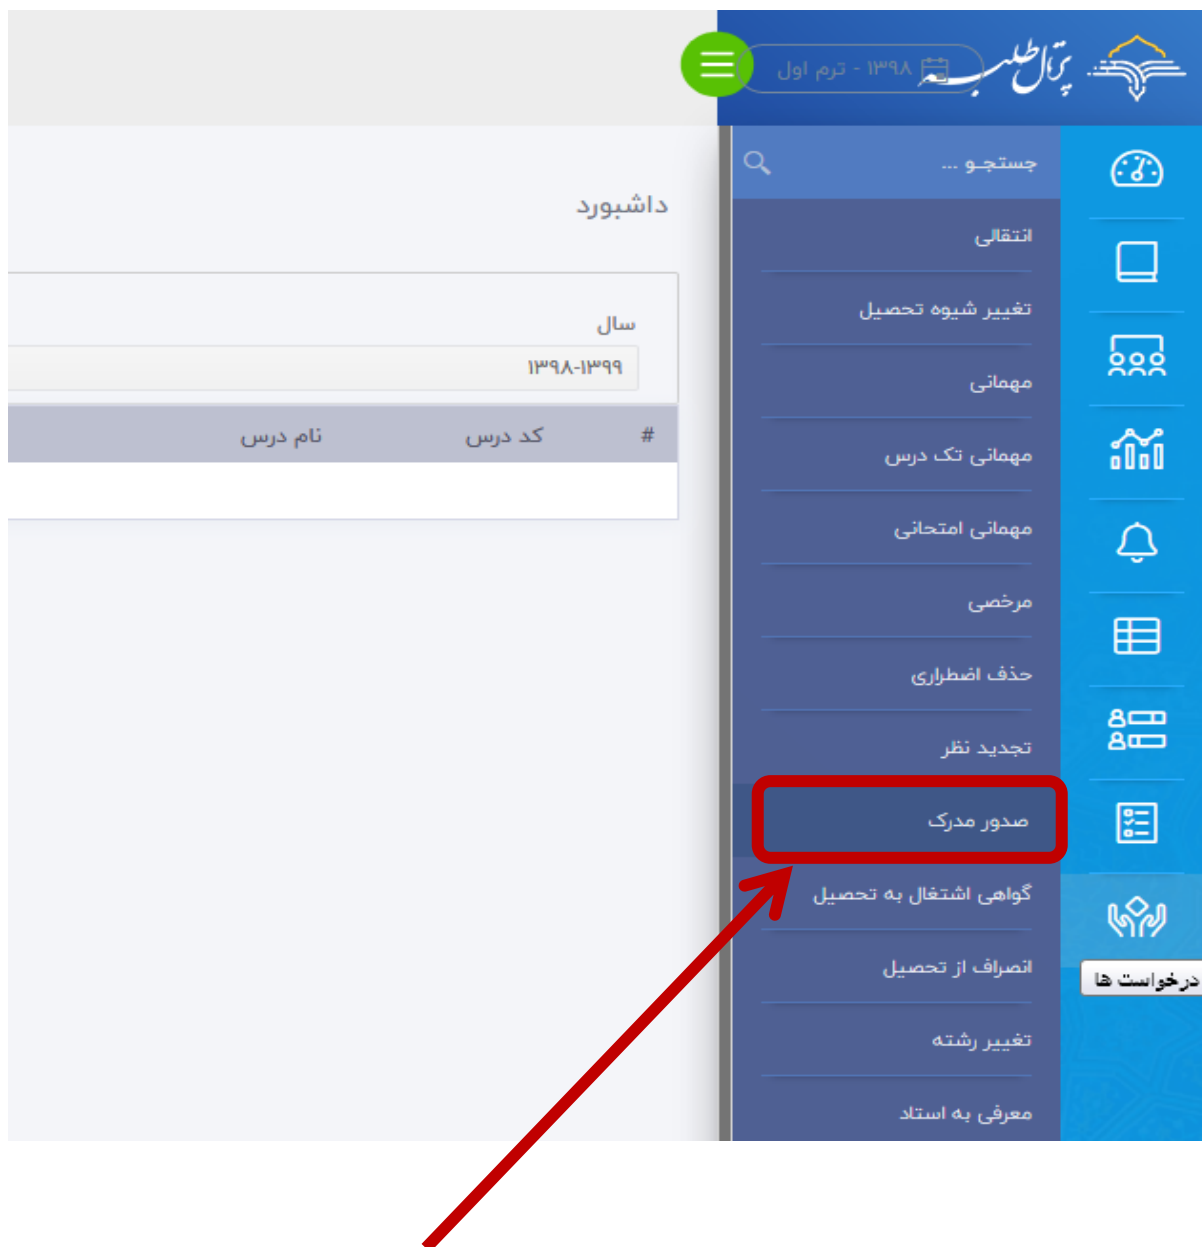 پرتال طلبه
۱۳۹۸ - ترم اول
جستجو ...
انتقالی
تغییر شیوه تحصیل
مهمانی
مهمانی تک درس
مهمانی امتحانی
مرخصی
حذف اضطراری
تجدید نظر
صدور مدرک
گواهی اشتغال به تحصیل
انصراف از تحصیل
تغییر رشته
معرفی به استاد
درخواست ها
داشبورد
سال
۱۳۹۸-۱۳۹۹
# کد درس نام درس